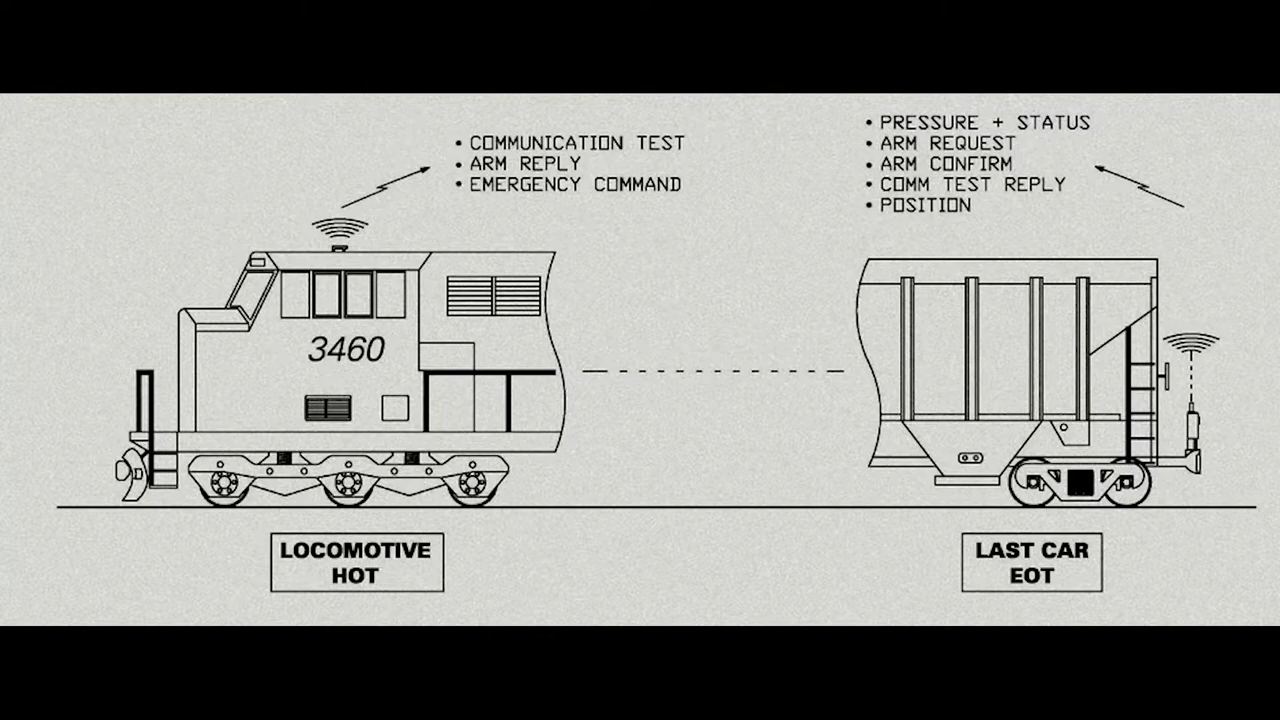 • COMMUNICATION TEST
• ARM REPLY
• EMERGENCY COMMAND
• PRESSURE + STATUS
• ARM REQUEST
• ARM CONFIRM
• COMM TEST REPLY
• POSITION
3460
LOCOMOTIVE
HOT
LAST CAR
EOT